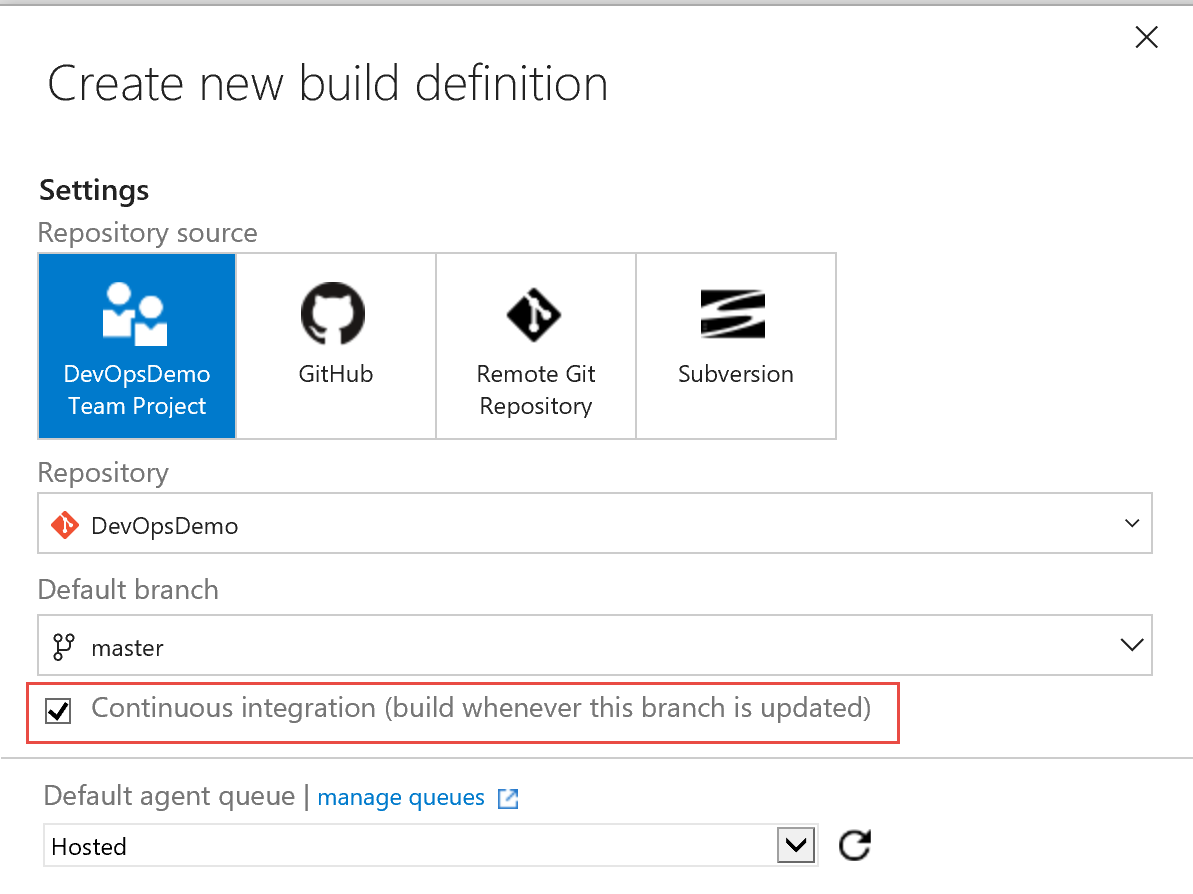 Create new build definition
Settings
Repository source
DevOpsDemo
Team Project
GitHub
Remote Git
Repository
Subversion
Repository
DevOpsDemo
Default branch
master
Continuous integration (build whenever this branch is updated)
Default agent queue | manage queues
Hosted